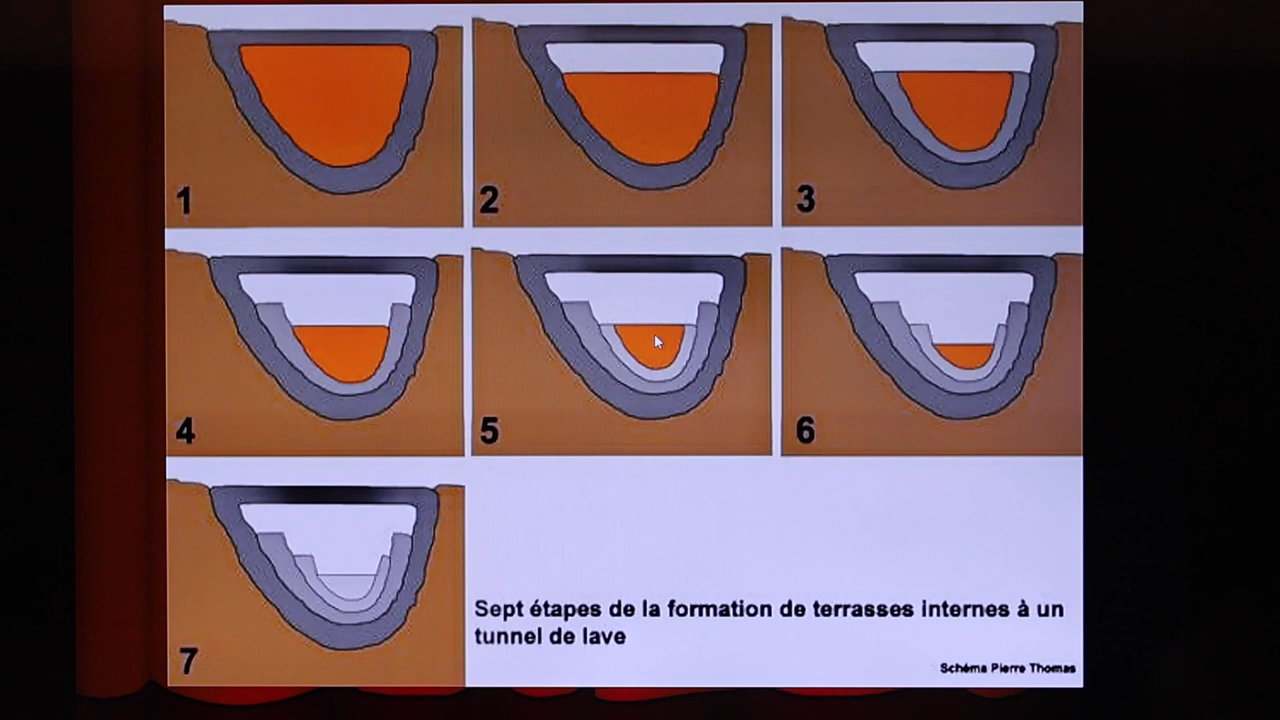 1
2
3
4
5
6
7
Sept étapes de la formation de terrasses internes à un
tunnel de lave
Schéma Pierre Thomas